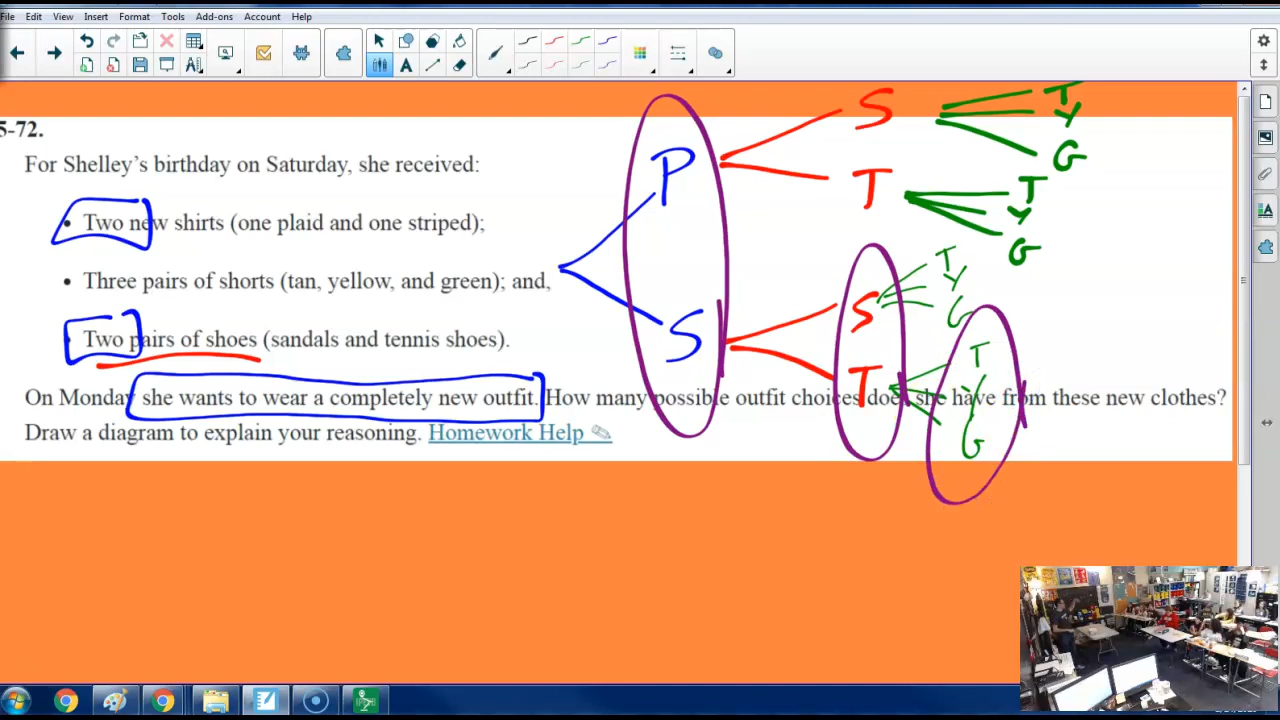 File Edit View Insert Format Tools Add-ons Account Help
5-72.
For Shelley's birthday on Saturday, she received:
• Two new shirts (one plaid and one striped);
• Three pairs of shorts (tan, yellow, and green); and,
Two pairs of shoes (sandals and tennis shoes).
On Monday she wants to wear a completely new outfit. How many possible outfit choices does she have from these new clothes?
Draw a diagram to explain your reasoning. Homework Help
P
S
S
T
S
T
T
Y
G
T
Y
G
T
Y
G
T
Y
G